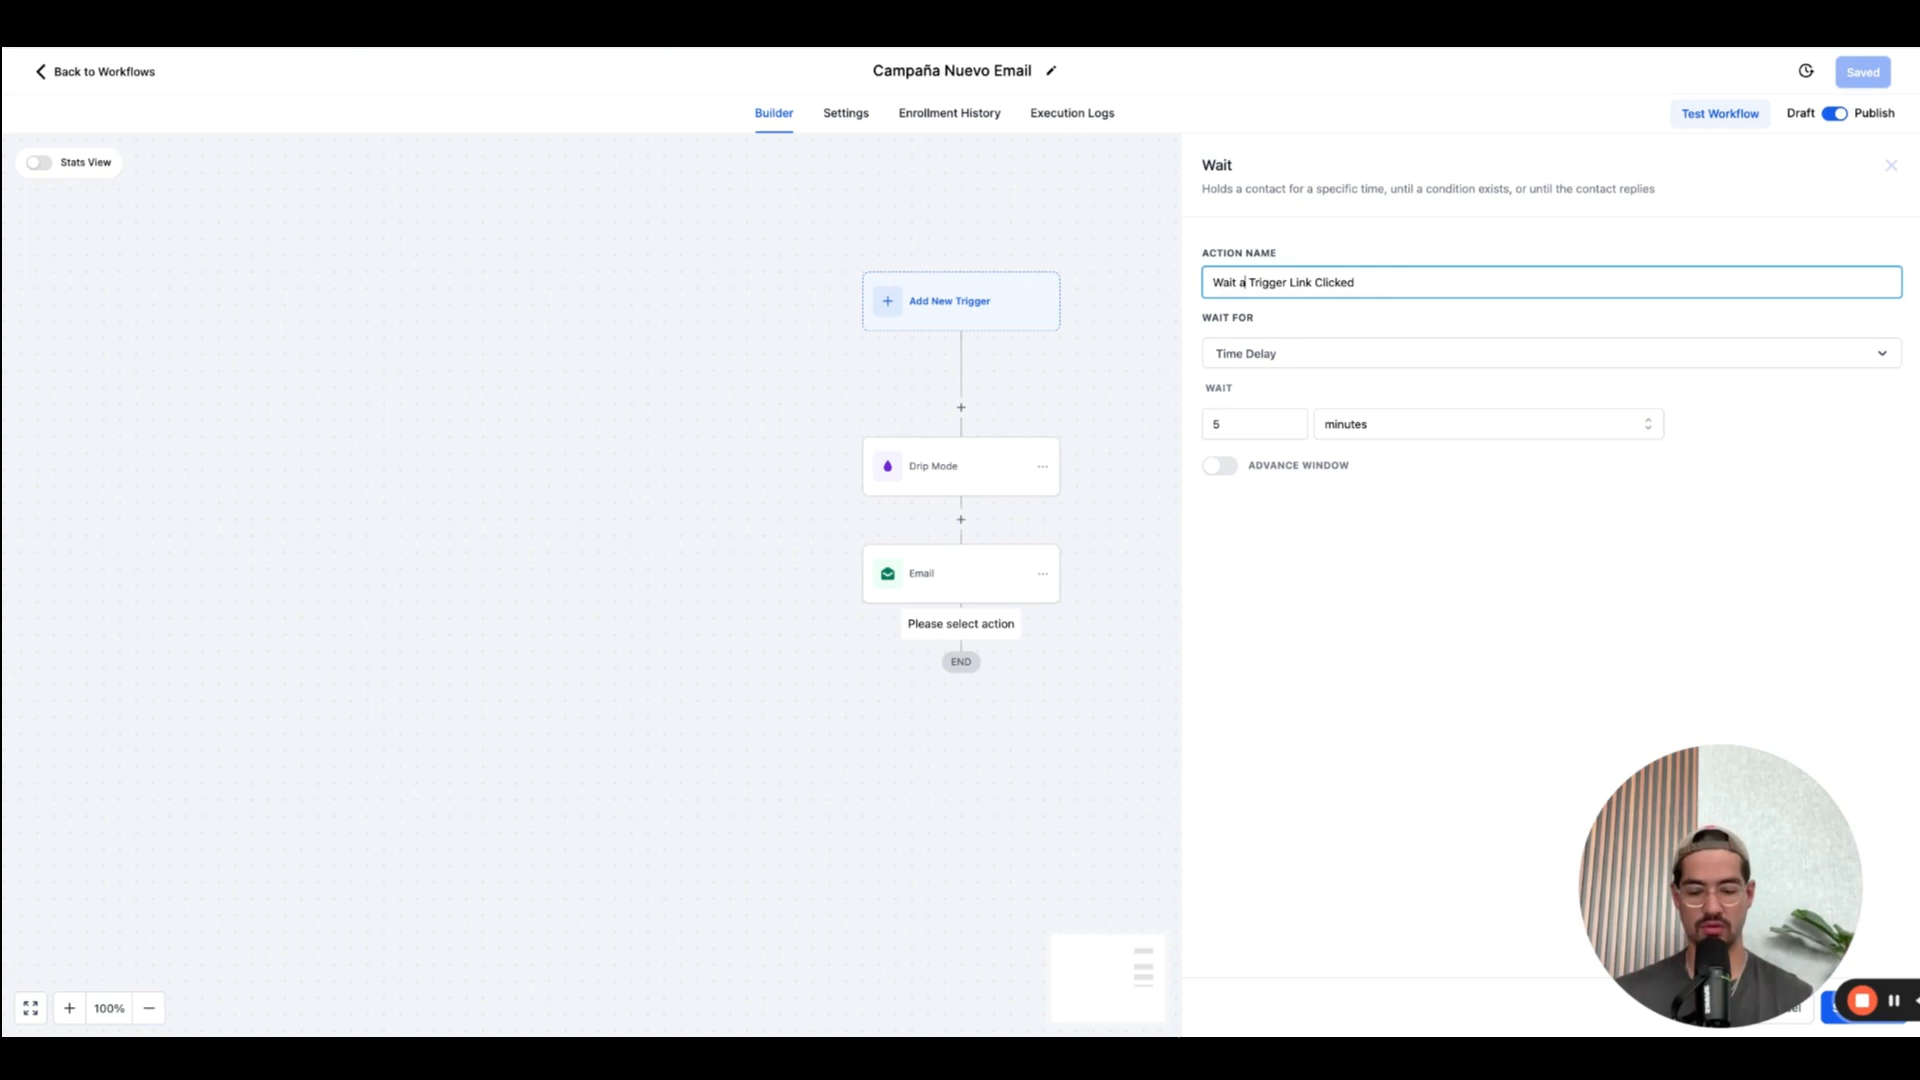 Back to Workflows
Campaña Nuevo Email
Saved
Builder
Settings
Enrollment History
Execution Logs
Test Workflow
Draft
Publish
Stats View
Wait
Holds a contact for a specific time, until a condition exists, or until the contact replies
ACTION NAME
Wait a Trigger Link Clicked
WAIT FOR
Time Delay
WAIT
5
minutes
ADVANCE WINDOW
Add New Trigger
Drip Mode
Email
Please select action
END
100%